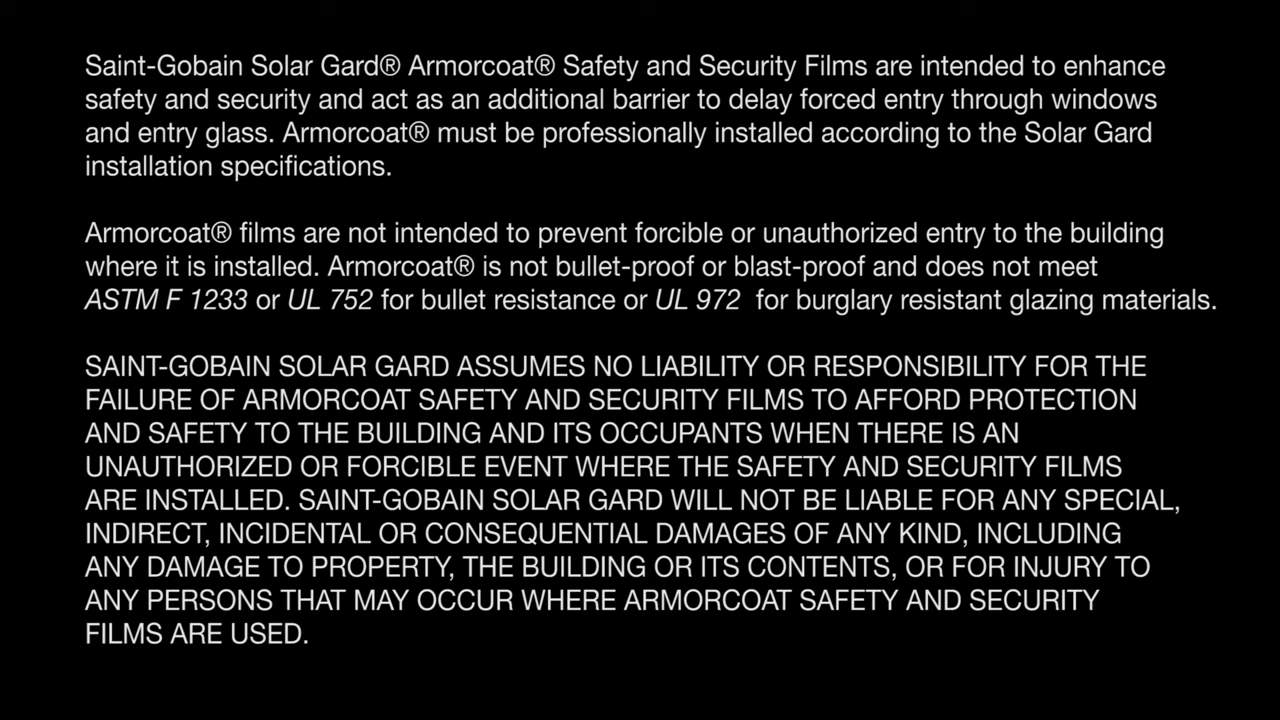 Saint-Gobain Solar Gard® Armorcoat® Safety and Security Films are intended to enhance
safety and security and act as an additional barrier to delay forced entry through windows
and entry glass. Armorcoat® must be professionally installed according to the Solar Gard
installation specifications.
Armorcoat® films are not intended to prevent forcible or unauthorized entry to the building
where it is installed. Armorcoat® is not bullet-proof or blast-proof and does not meet
ASTM F 1233 or UL 752 for bullet resistance or UL 972 for burglary resistant glazing materials.
SAINT-GOBAIN SOLAR GARD ASSUMES NO LIABILITY OR RESPONSIBILITY FOR THE
FAILURE OF ARMORCOAT SAFETY AND SECURITY FILMS TO AFFORD PROTECTION
AND SAFETY TO THE BUILDING AND ITS OCCUPANTS WHEN THERE IS AN
UNAUTHORIZED OR FORCIBLE EVENT WHERE THE SAFETY AND SECURITY FILMS
ARE INSTALLED. SAINT-GOBAIN SOLAR GARD WILL NOT BE LIABLE FOR ANY SPECIAL,
INDIRECT, INCIDENTAL OR CONSEQUENTIAL DAMAGES OF ANY KIND, INCLUDING
ANY DAMAGE TO PROPERTY, THE BUILDING OR ITS CONTENTS, OR FOR INJURY TO
ANY PERSONS THAT MAY OCCUR WHERE ARMORCOAT SAFETY AND SECURITY
FILMS ARE USED.